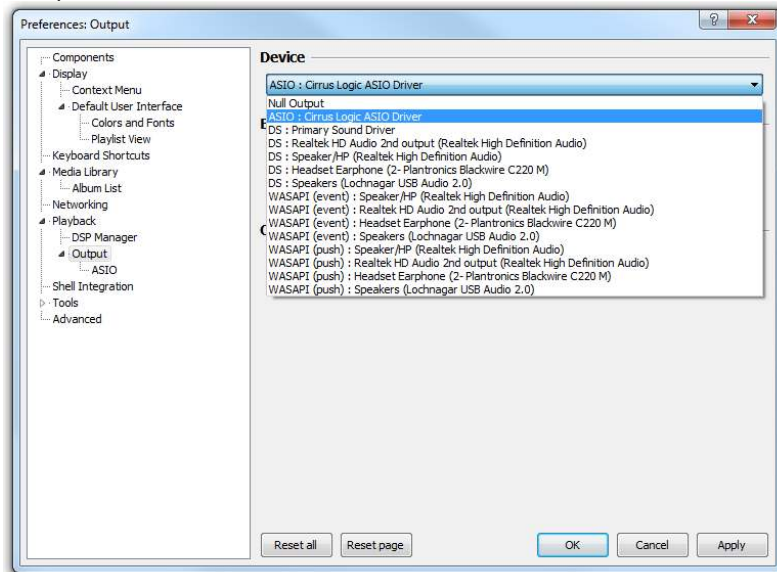 Preferences: Output
Components
Display
Context Menu
Default User Interface
Colors and Fonts
Playlist View
Keyboard Shortcuts
Media Library
Album List
Networking
Playback
DSP Manager
Output
ASIO
Shell Integration
Tools
Advanced
Device
ASIO : Cirrus Logic ASIO Driver
Null Output
ASIO : Cirrus Logic ASIO Driver
DS : Primary Sound Driver
DS : Realtek HD Audio 2nd output (Realtek High Definition Audio)
DS : Speaker/HP (Realtek High Definition Audio)
DS : Headset Earphone (2- Plantronics Blackwire C220 M)
DS : Speakers (Lochnagar USB Audio 2.0)
WASAPI (event) : Speaker/HP (Realtek High Definition Audio)
WASAPI (event) : Realtek HD Audio 2nd output (Realtek High Definition Audio)
WASAPI (event) : Headset Earphone (2- Plantronics Blackwire C220 M)
WASAPI (event) : Speakers (Lochnagar USB Audio 2.0)
WASAPI (push) : Speaker/HP (Realtek High Definition Audio)
WASAPI (push) : Realtek HD Audio 2nd output (Realtek High Definition Audio)
WASAPI (push) : Headset Earphone (2- Plantronics Blackwire C220 M)
WASAPI (push) : Speakers (Lochnagar USB Audio 2.0)
Reset all
Reset page
OK
Cancel
Apply